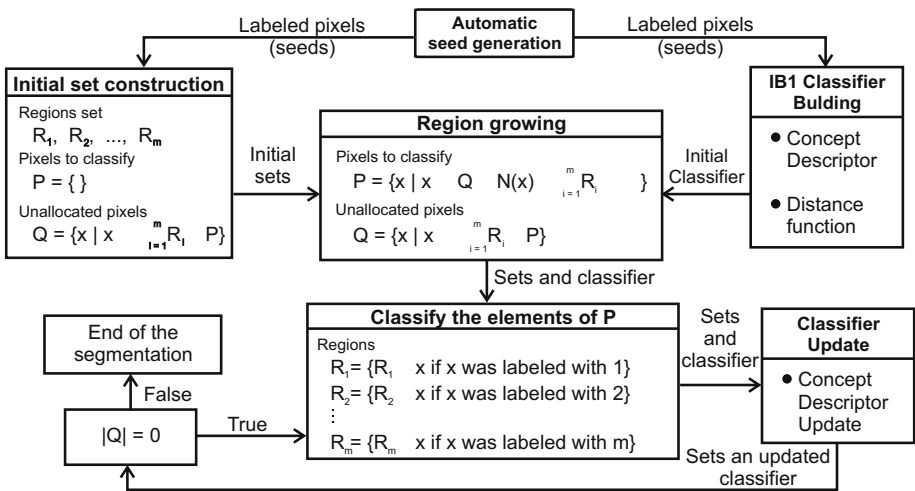 Automatic
seed generation
Labeled pixels
(seeds)
Labeled pixels
(seeds)
Initial set construction
Regions set
R1, R2, ..., Rm
Pixels to classify
P = { }
Unallocated pixels
Q = {x | x m i = 1 Ri P}
Initial
sets
Region growing
Pixels to classify
P = {x | x Q N(x) m i = 1 Ri }
Unallocated pixels
Q = {x | x m i = 1 Ri P}
Initial
Classifier
IB1 Classifier
Bulding
● Concept
Descriptor
● Distance
function
Sets and classifier
Classify the elements of P
Regions
R1= {R1 x if x was labeled with 1}
R2= {R2 x if x was labeled with 2}
⋮
Rm= {Rm x if x was labeled with m}
Sets
and
classifier
Classifier
Update
● Concept
Descriptor
Update
Sets an updated
classifier
End of the
segmentation
False
|Q| = 0
True